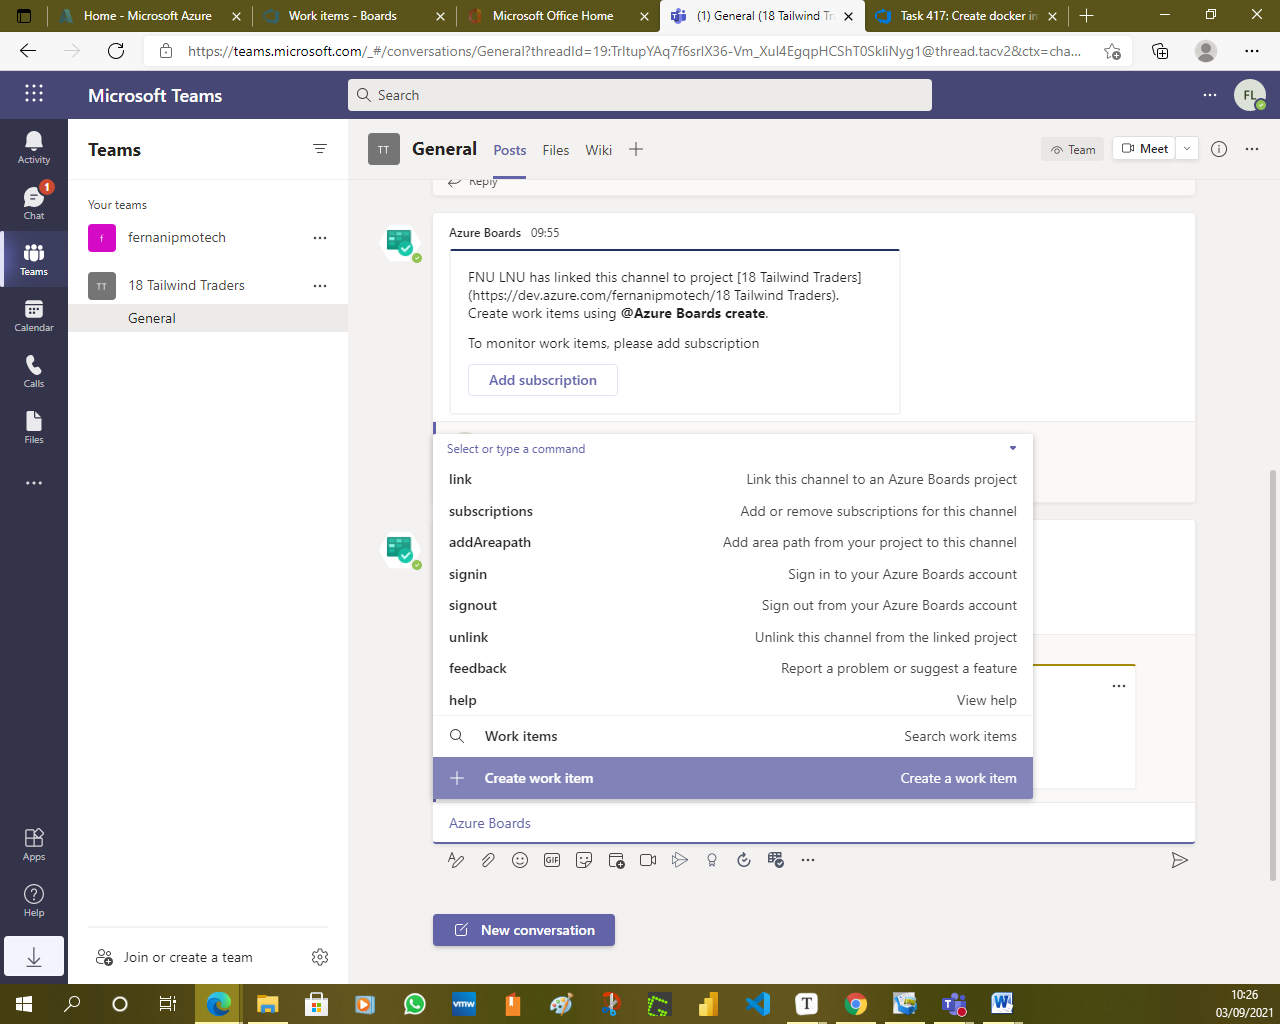 Home - Microsoft Azure
Work items - Boards
Microsoft Office Home
(1) General (18 Tailwind Tr
Task 417: Create docker im
https://teams.microsoft.com/_#/conversations/General?threadId=19:TrItupYAq7f6srIX36-Vm_Xul4EgqpHCShT0SkIiNyg1@thread.tacv2&ctx=cha...
Microsoft Teams
Search
FL
Activity
Chat
1
Teams
Calendar
Calls
Files
Apps
Help
Teams
Your teams
f
fernanipmotech
TT
18 Tailwind Traders
General
Join or create a team
TT
General
Posts
Files
Wiki
Team
Meet
Reply
Azure Boards 09:55
FNU LNU has linked this channel to project [18 Tailwind Traders]
(https://dev.azure.com/fernanipmotech/18 Tailwind Traders).
Create work items using @Azure Boards create.
To monitor work items, please add subscription
Add subscription
Select or type a command
link Link this channel to an Azure Boards project
subscriptions Add or remove subscriptions for this channel
addAreapath Add area path from your project to this channel
signin Sign in to your Azure Boards account
signout Sign out from your Azure Boards account
unlink Unlink this channel from the linked project
feedback Report a problem or suggest a feature
help View help
Work items Search work items
Create work item Create a work item
Azure Boards
GIF
New conversation
vmw
T
10:26
03/09/2021